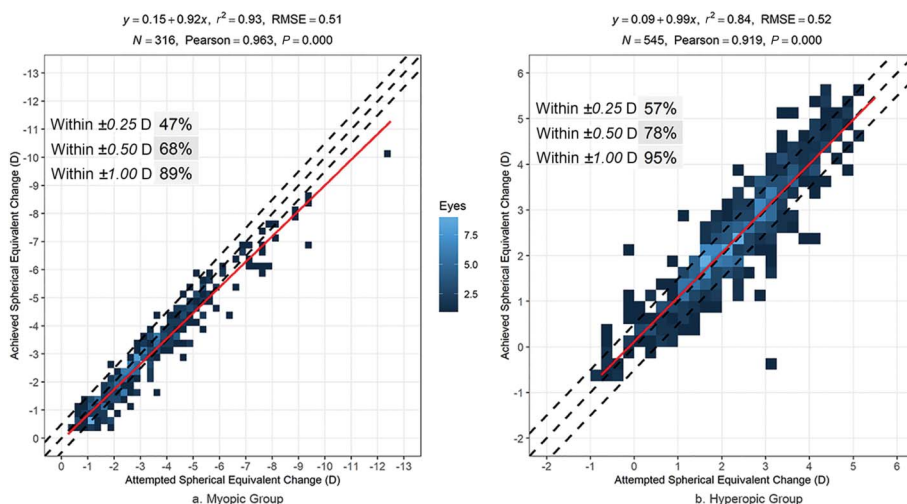 y = 0.15 + 0.92x, r² = 0.93, RMSE = 0.51
N = 316, Pearson = 0.963, P = 0.000
-13
-12
-11
-10
-9
-8
-7
-6
-5
-4
-3
-2
-1
0
Achieved Spherical Equivalent Change (D)
Within ±0.25 D 47%
Within ±0.50 D 68%
Within ±1.00 D 89%
0 -1 -2 -3 -4 -5 -6 -7 -8 -9 -10 -11 -12 -13
Attempted Spherical Equivalent Change (D)
a. Myopic Group
Eyes
7.5
5.0
2.5
y = 0.09 + 0.99x, r² = 0.84, RMSE = 0.52
N = 545, Pearson = 0.919, P = 0.000
6
5
4
3
2
1
0
-1
-2
Achieved Spherical Equivalent Change (D)
Within ±0.25 D 57%
Within ±0.50 D 78%
Within ±1.00 D 95%
-2 -1 0 1 2 3 4 5 6
Attempted Spherical Equivalent Change (D)
b. Hyperopic Group